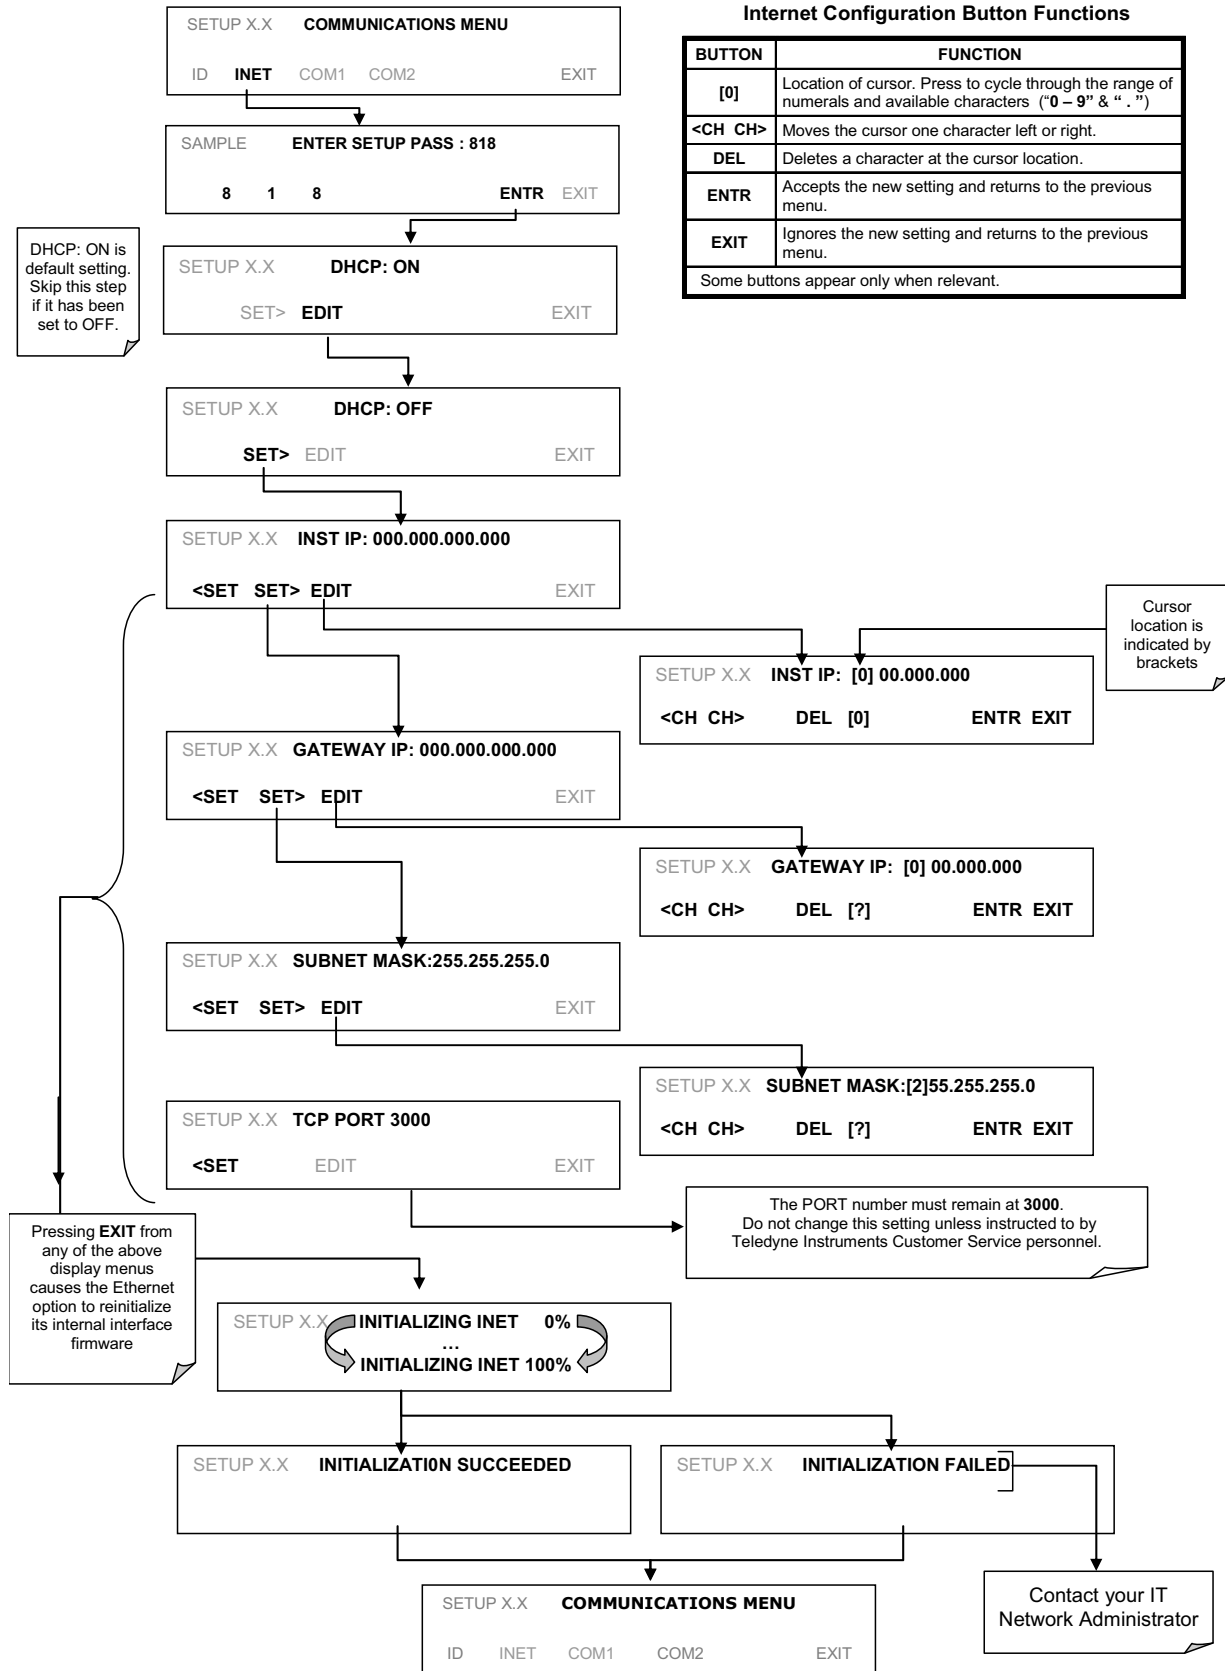 SETUP X.X COMMUNICATIONS MENU
ID INET COM1 COM2 EXIT
Internet Configuration Button Functions
BUTTON FUNCTION
[0] Location of cursor. Press to cycle through the range of
numerals and available characters (“0 – 9” & “ . ”)
<CH CH> Moves the cursor one character left or right.
DEL Deletes a character at the cursor location.
ENTR Accepts the new setting and returns to the previous
menu.
EXIT Ignores the new setting and returns to the previous
menu.
Some buttons appear only when relevant.
SAMPLE ENTER SETUP PASS : 818
8 1 8 ENTR EXIT
DHCP: ON is
default setting.
Skip this step
if it has been
set to OFF.
SETUP X.X DHCP: ON
SET> EDIT EXIT
SETUP X.X DHCP: OFF
SET> EDIT EXIT
SETUP X.X INST IP: 000.000.000.000
<SET SET> EDIT EXIT
Cursor
location is
indicated by
brackets
SETUP X.X INST IP: [0] 00.000.000
<CH CH> DEL [0] ENTR EXIT
SETUP X.X GATEWAY IP: 000.000.000.000
<SET SET> EDIT EXIT
SETUP X.X GATEWAY IP: [0] 00.000.000
<CH CH> DEL [?] ENTR EXIT
SETUP X.X SUBNET MASK:255.255.255.0
<SET SET> EDIT EXIT
SETUP X.X SUBNET MASK:[2]55.255.255.0
<CH CH> DEL [?] ENTR EXIT
SETUP X.X TCP PORT 3000
<SET EDIT EXIT
The PORT number must remain at 3000.
Do not change this setting unless instructed to by
Teledyne Instruments Customer Service personnel.
Pressing EXIT from
any of the above
display menus
causes the Ethernet
option to reinitialize
its internal interface
firmware
SETUP X.X INITIALIZING INET 0%
…
INITIALIZING INET 100%
SETUP X.X INITIALIZATI0N SUCCEEDED
SETUP X.X INITIALIZATION FAILED
Contact your IT
Network Administrator
SETUP X.X COMMUNICATIONS MENU
ID INET COM1 COM2 EXIT